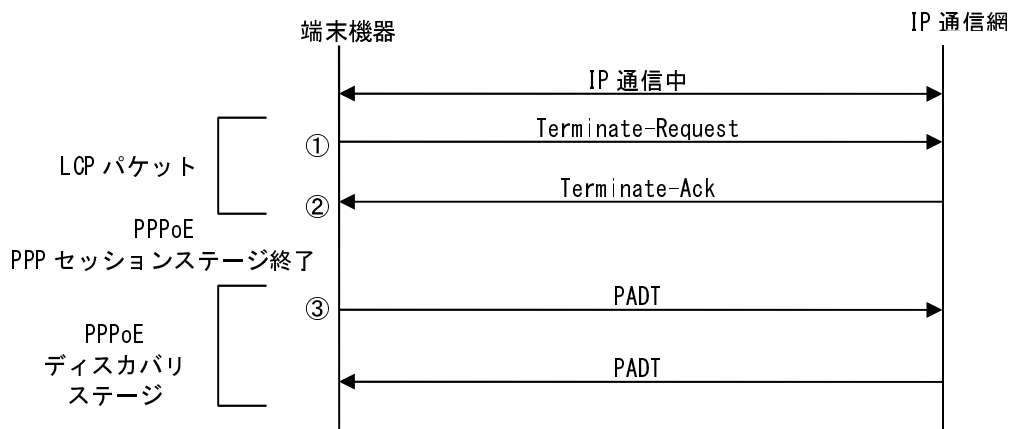 端末機器
IP 通信網
IP 通信中
LCP パケット
①
Terminate-Request
②
Terminate-Ack
PPPoE
PPP セッションステージ終了
③
PADT
PPPoE
ディスカバリ
ステージ
PADT